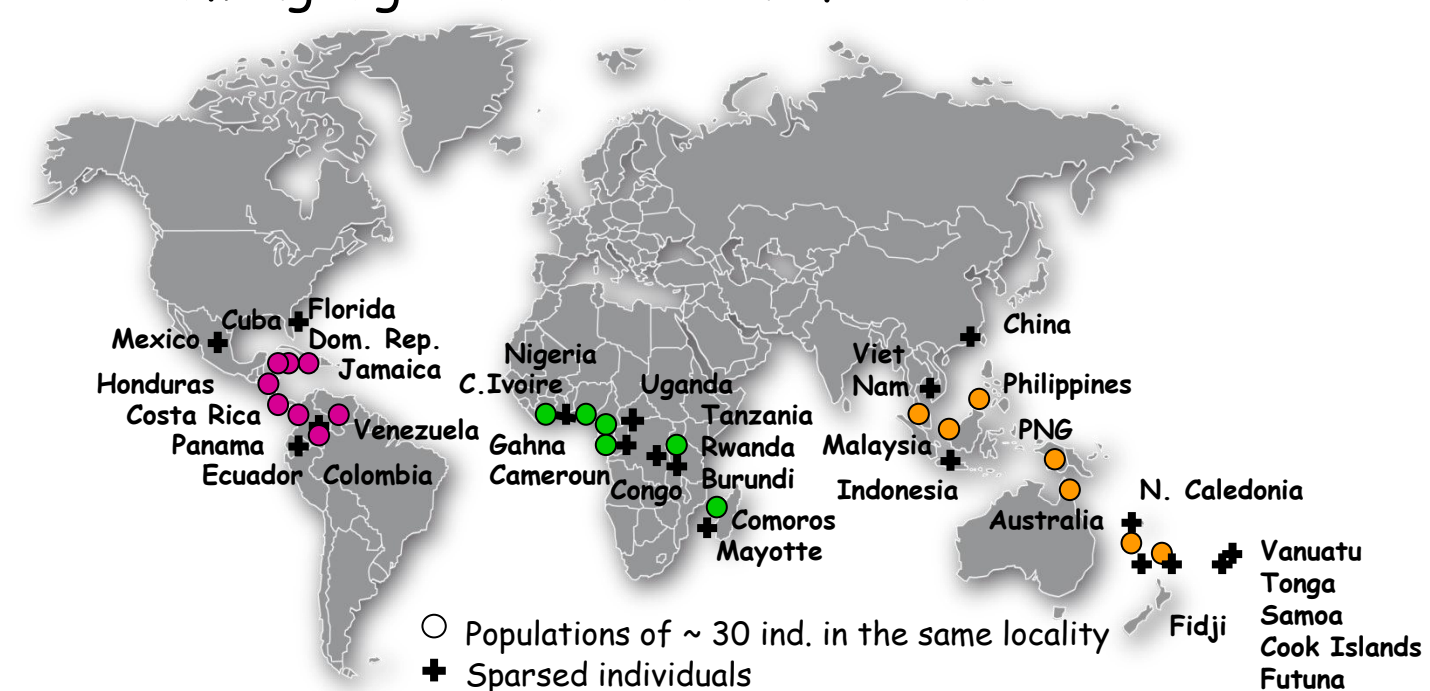 Florida
Cuba
Dom. Rep.
Mexico
Jamaica
Honduras
Costa Rica
Panama
Venezuela
Ecuador
Colombia
Nigeria
C.Ivoire
Uganda
Gahna
Tanzania
Cameroun
Rwanda
Congo
Burundi
Comoros
Mayotte
China
Viet
Nam
Philippines
PNG
Malaysia
Indonesia
N. Caledonia
Australia
Vanuatu
Tonga
Samoa
Fidji
Cook Islands
Futuna
Populations of ~ 30 ind. in the same locality
Sparsed individuals